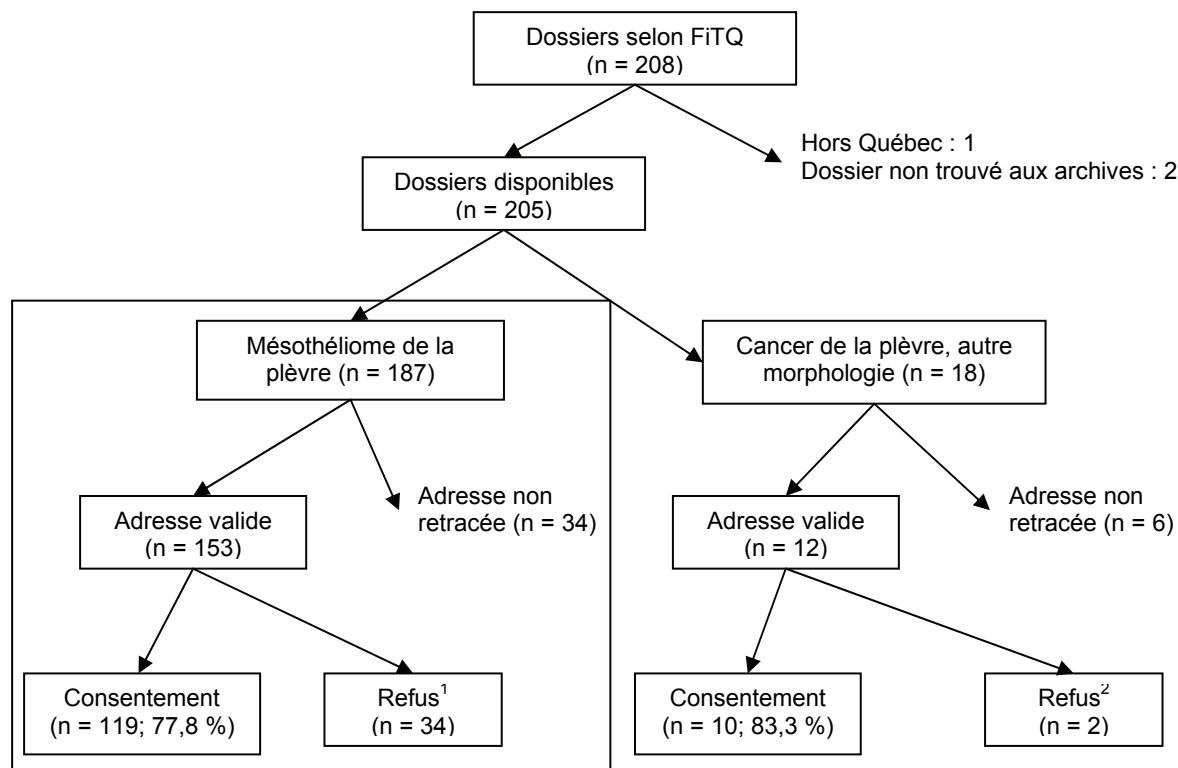 Dossiers selon FiTQ
(n = 208)
Hors Québec : 1
Dossier non trouvé aux archives : 2
Dossiers disponibles
(n = 205)
Mésothéliome de la
plèvre (n = 187)
Cancer de la plèvre, autre
morphologie (n = 18)
Adresse valide
(n = 153)
Adresse non
retracée (n = 34)
Adresse valide
(n = 12)
Adresse non
retracée (n = 6)
Consentement
(n = 119; 77,8 %)
Refus¹
(n = 34)
Consentement
(n = 10; 83,3 %)
Refus²
(n = 2)